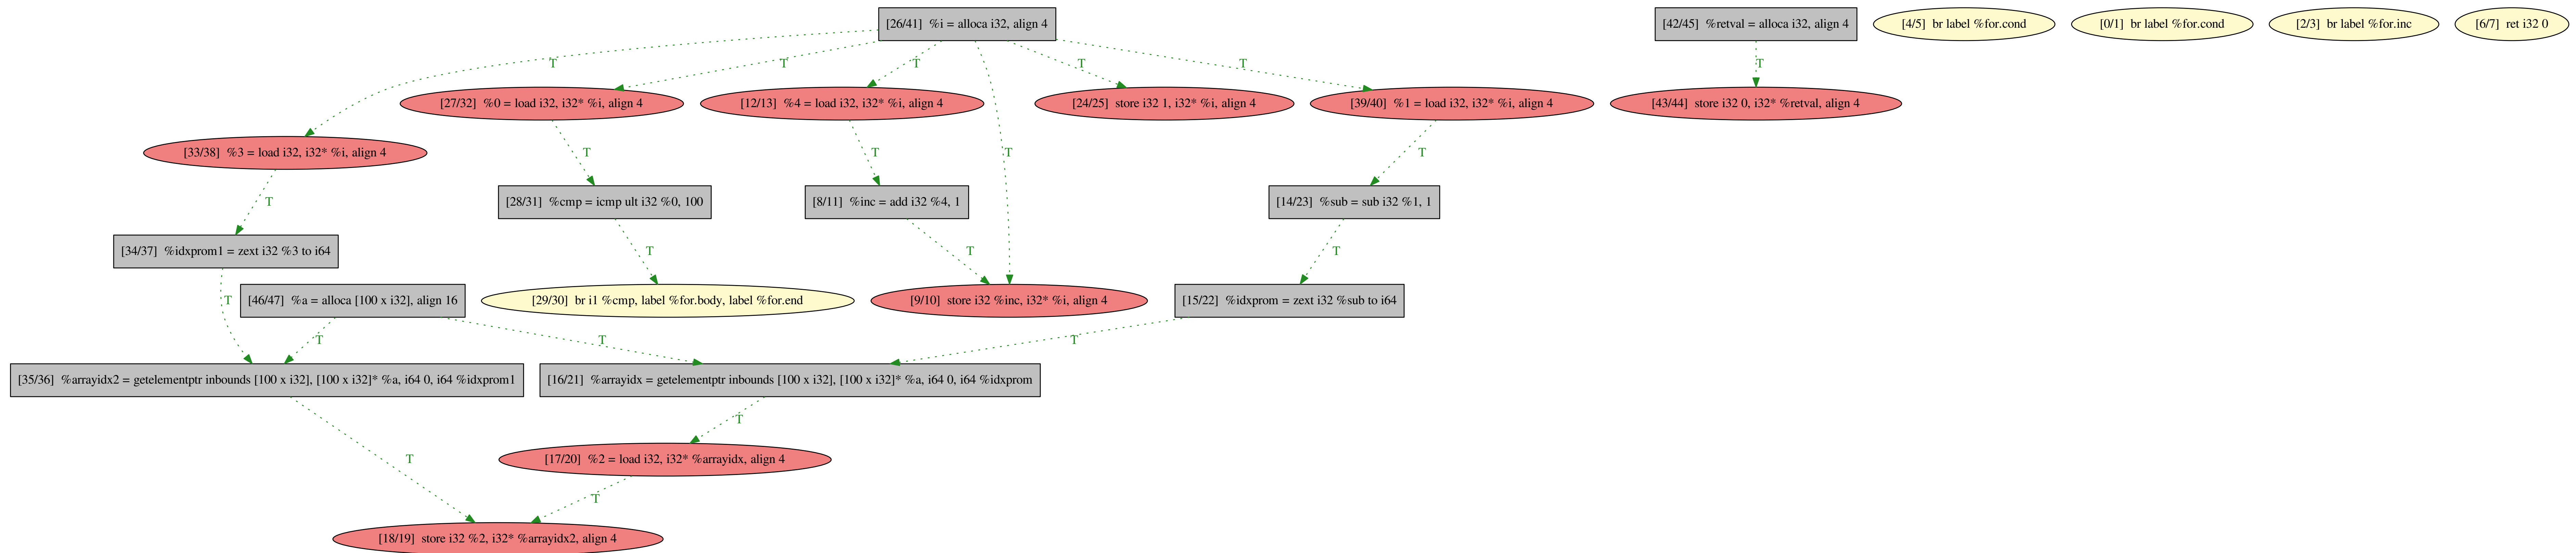 [26/41]  %i = alloca i32, align 4
[42/45]  %retval = alloca i32, align 4
[4/5]  br label %for.cond
[0/1]  br label %for.cond
[2/3]  br label %for.inc
[6/7]  ret i32 0
T
T
T
T
T
T
[27/32]  %0 = load i32, i32* %i, align 4
[12/13]  %4 = load i32, i32* %i, align 4
[24/25]  store i32 1, i32* %i, align 4
[39/40]  %1 = load i32, i32* %i, align 4
[43/44]  store i32 0, i32* %retval, align 4
[33/38]  %3 = load i32, i32* %i, align 4
T
T
T
T
T
[28/31]  %cmp = icmp ult i32 %0, 100
[8/11]  %inc = add i32 %4, 1
[14/23]  %sub = sub i32 %1, 1
[34/37]  %idxprom1 = zext i32 %3 to i64
T
T
T
T
[46/47]  %a = alloca [100 x i32], align 16
[29/30]  br i1 %cmp, label %for.body, label %for.end
[9/10]  store i32 %inc, i32* %i, align 4
[15/22]  %idxprom = zext i32 %sub to i64
T
T
T
[35/36]  %arrayidx2 = getelementptr inbounds [100 x i32], [100 x i32]* %a, i64 0, i64 %idxprom1
[16/21]  %arrayidx = getelementptr inbounds [100 x i32], [100 x i32]* %a, i64 0, i64 %idxprom
T
T
[17/20]  %2 = load i32, i32* %arrayidx, align 4
T
[18/19]  store i32 %2, i32* %arrayidx2, align 4